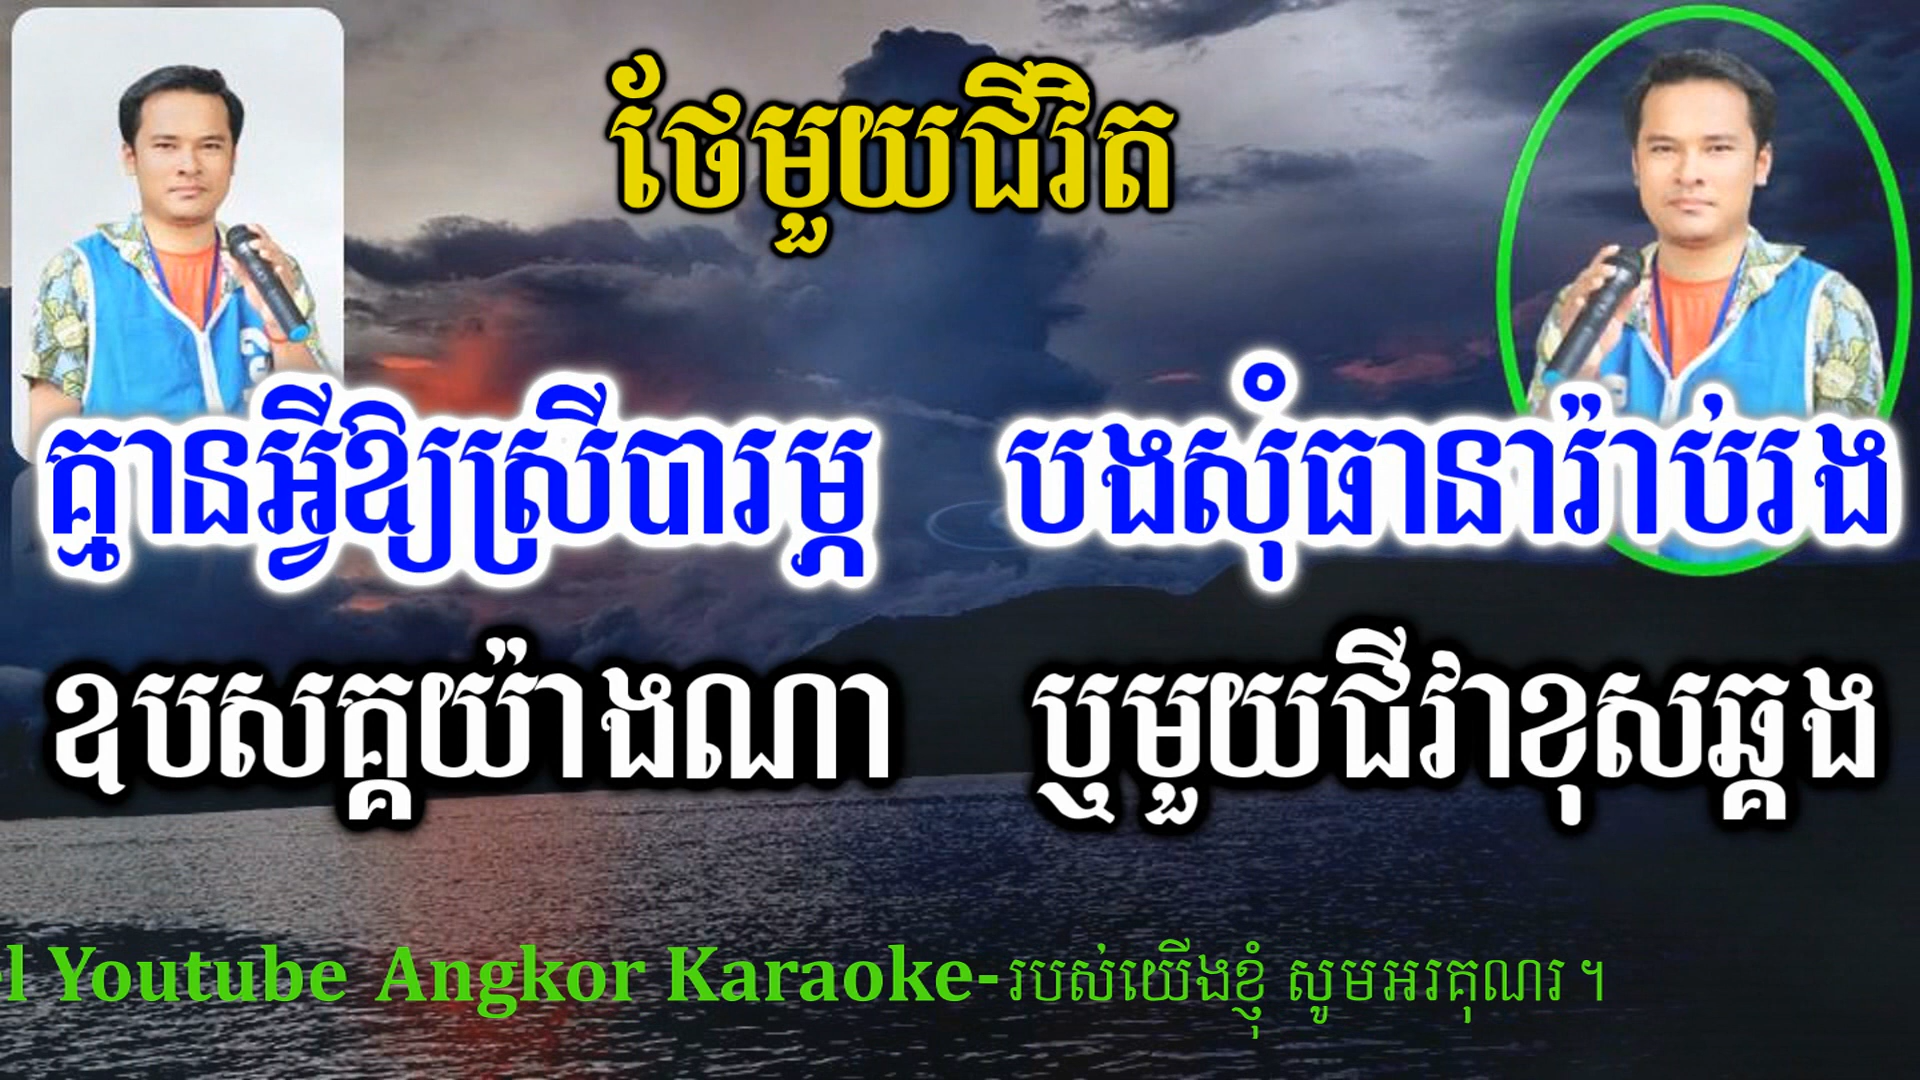 ថែមួយជីវិត
គ្មានអ្វីឱ្យស្រីបារម្ភ បងសុំធានារ៉ាប់រង
ឧបសគ្គយ៉ាងណា ឬមួយជីវ៉ាខុសឆ្គង
l Youtube Angkor Karaoke-របស់យើងខ្ញុំ សូមអរគុណរ ។